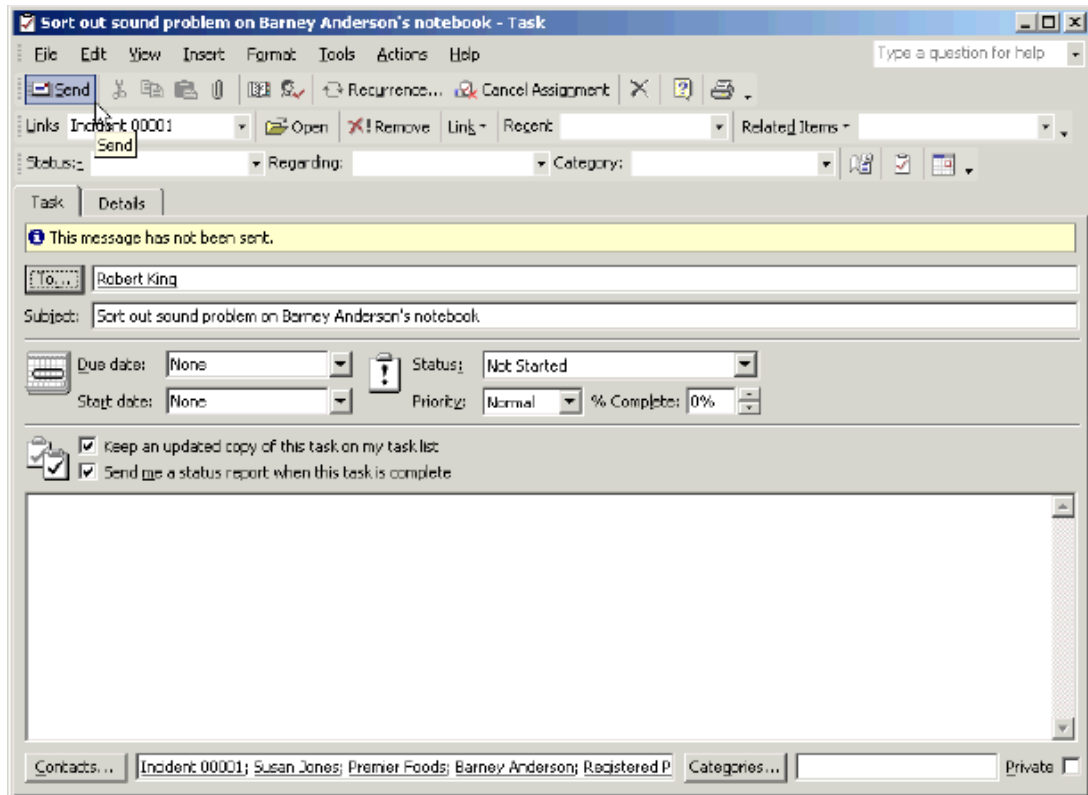 Sort out sound problem on Barney Anderson's notebook - Task
File Edit View Insert Format Tools Actions Help Type a question for help
Send Recurrence... Cancel Assignment
Links Incident 00001 Open Remove Link Recent Related Items
Send
Status: Regarding: Category:
Task Details
This message has not been sent.
To... Robert King
Subject: Sort out sound problem on Barney Anderson's notebook
Due date: None Status: Not Started
Start date: None Priority: Normal % Complete: 0%
Keep an updated copy of this task on my task list
Send me a status report when this task is complete
Contacts... Incident 00001; Susan Jones; Premier Foods; Barney Anderson; Registered P Categories... Private